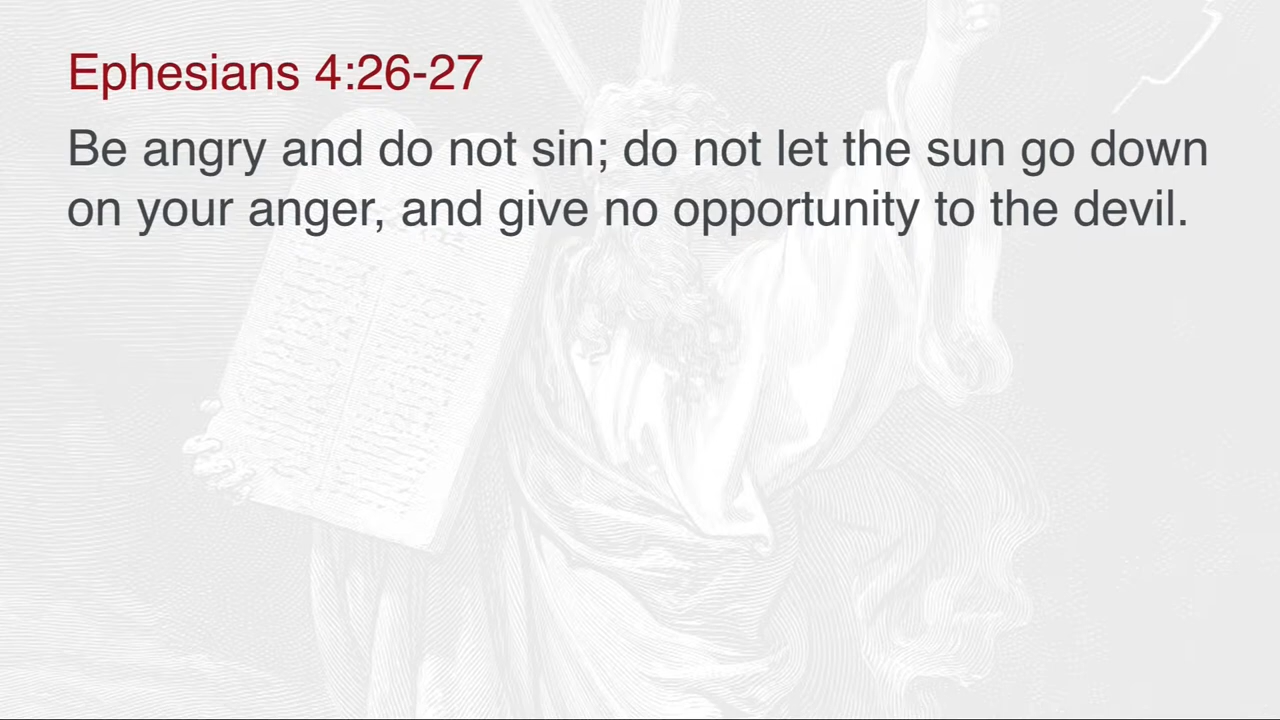 Ephesians 4:26-27
Be angry and do not sin; do not let the sun go down
on your anger, and give no opportunity to the devil.